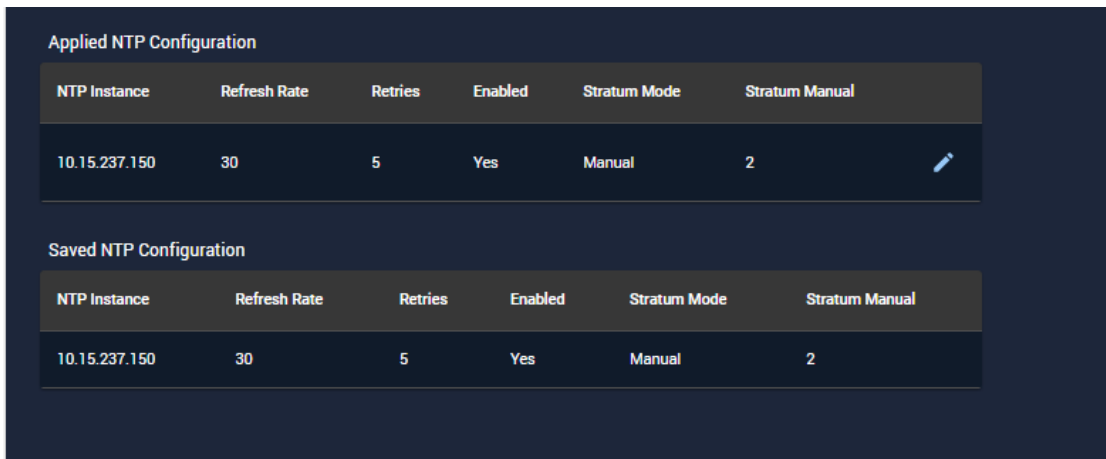 Applied NTP Configuration
NTP Instance Refresh Rate Retries Enabled Stratum Mode Stratum Manual
10.15.237.150 30 5 Yes Manual 2
Saved NTP Configuration
NTP Instance Refresh Rate Retries Enabled Stratum Mode Stratum Manual
10.15.237.150 30 5 Yes Manual 2